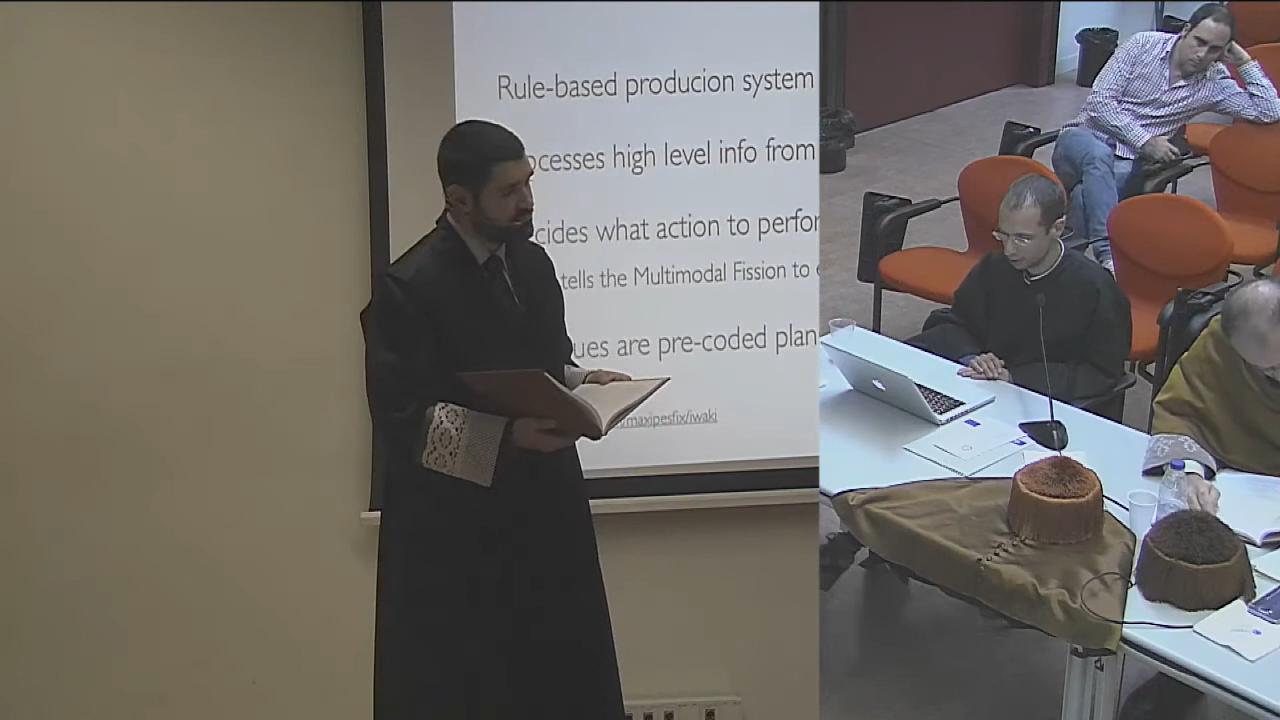 Rule-based producion system
ocesses high level info from
cides what action to perfor
tells the Multimodal Fission to
ues are pre-coded plan
/maxipesfix/iwaki